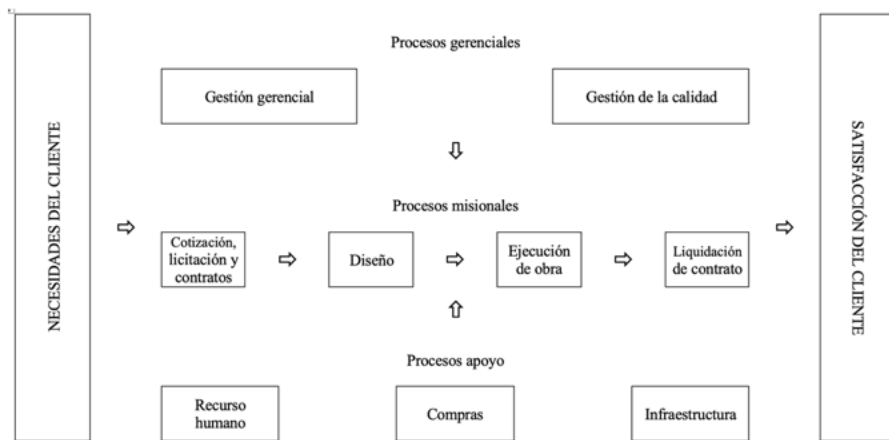 NECESIDADES DEL CLIENTE
Procesos gerenciales
Gestión gerencial
Gestión de la calidad
Procesos misionales
Cotización,
licitación y
contratos
Diseño
Ejecución
de obra
Liquidación
de contrato
Procesos apoyo
Recurso
humano
Compras
Infraestructura
SATISFACCIÓN DEL CLIENTE